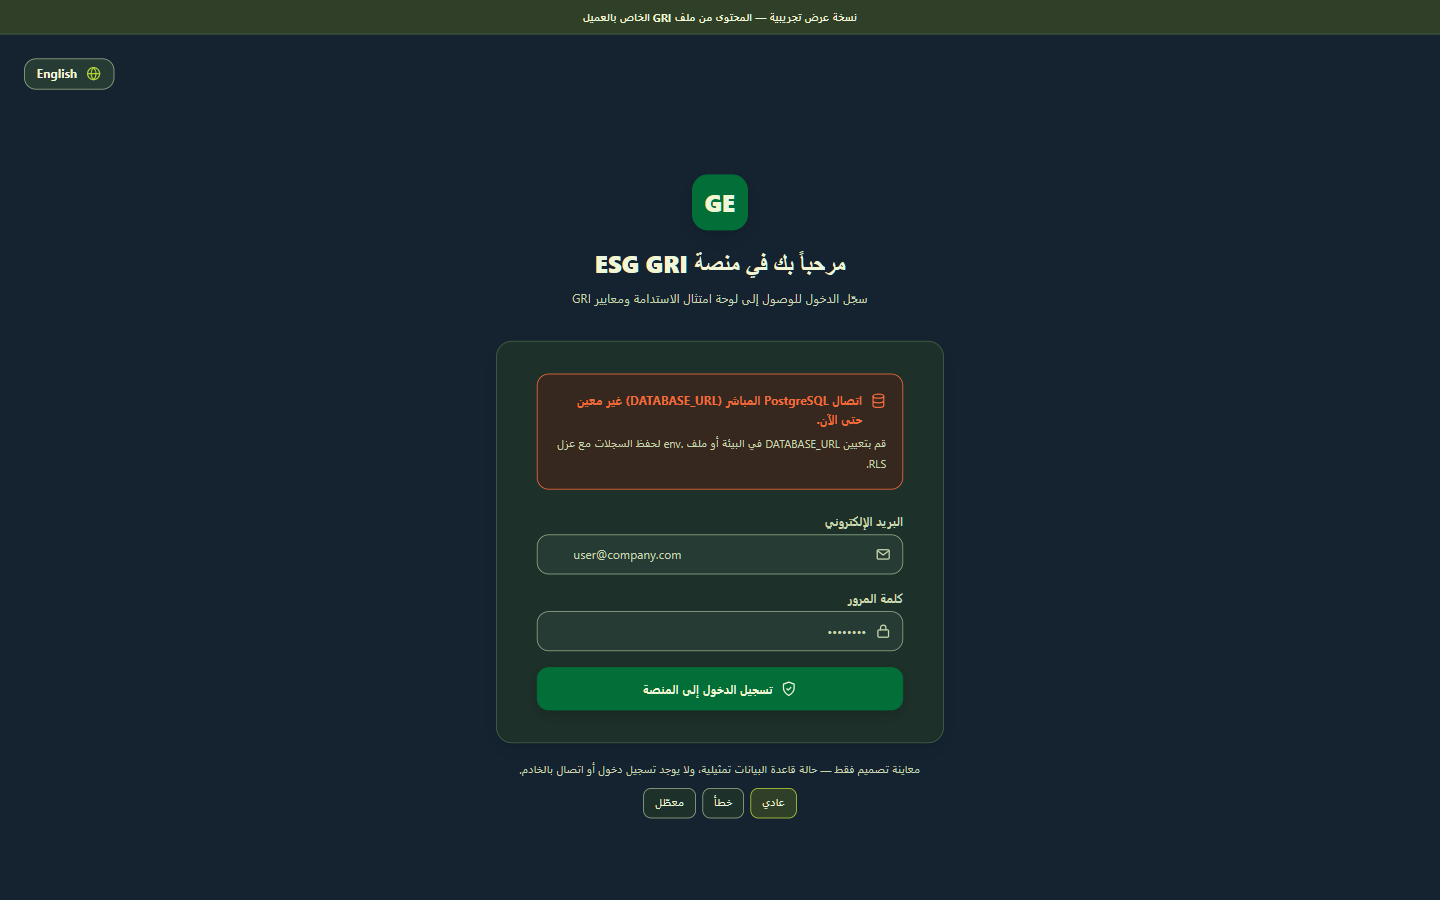 نسخة عرض تجريبية — المحتوى من ملف GRI الخاص بالعميل
English
GE
مرحباً بك في منصة ESG GRI
سجّل الدخول للوصول إلى لوحة امتثال الاستدامة ومعايير GRI
اتصال PostgreSQL المباشر (DATABASE_URL) غير معين
حتى الآن.
قم بتعيين DATABASE_URL في البيئة أو ملف .env لحفظ السجلات مع عزل
RLS.
البريد الإلكتروني
user@company.com
كلمة المرور
••••••••
تسجيل الدخول إلى المنصة
معاينة تصميم فقط — حالة قاعدة البيانات تمثيلية، ولا يوجد تسجيل دخول أو اتصال بالخادم.
عادي
خطأ
معطّل